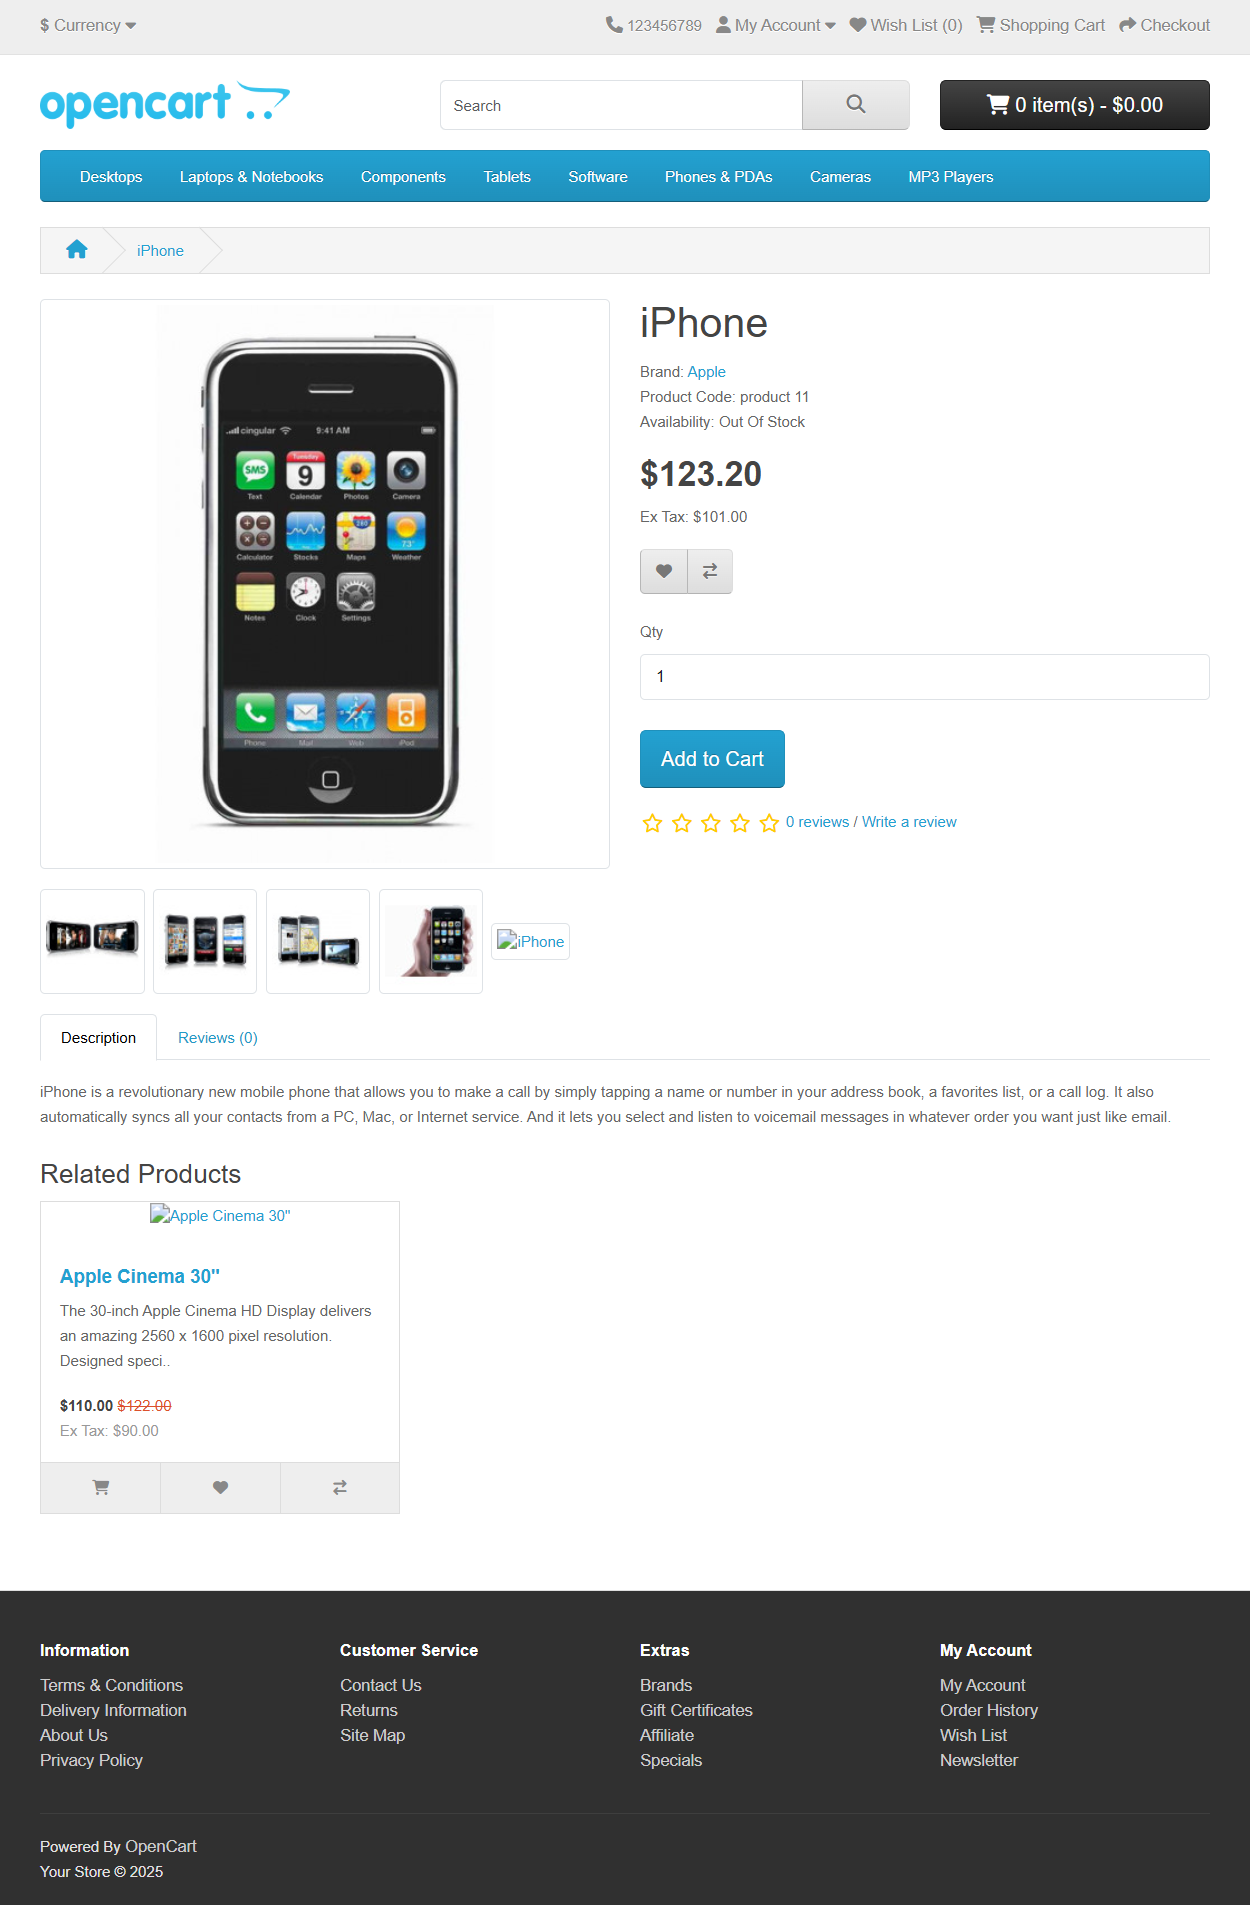 $ Currency
123456789 My Account Wish List (0) Shopping Cart Checkout
opencart
Search
0 item(s) - $0.00
Desktops Laptops & Notebooks Components Tablets Software Phones & PDAs Cameras MP3 Players
iPhone
iPhone
Brand: Apple
Product Code: product 11
Availability: Out Of Stock
$123.20
Ex Tax: $101.00
Qty
1
Add to Cart
0 reviews / Write a review
cingular 9:41 AM
SMS Tuesday 9 280 73°
Text Calendar Photos Camera
Calculator Stocks Maps Weather
Notes Clock Settings
Phone Mail Web iPod
iPhone
Description Reviews (0)
iPhone is a revolutionary new mobile phone that allows you to make a call by simply tapping a name or number in your address book, a favorites list, or a call log. It also
automatically syncs all your contacts from a PC, Mac, or Internet service. And it lets you select and listen to voicemail messages in whatever order you want just like email.
Related Products
Apple Cinema 30"
Apple Cinema 30"
The 30-inch Apple Cinema HD Display delivers
an amazing 2560 x 1600 pixel resolution.
Designed speci..
$110.00 $122.00
Ex Tax: $90.00
Information
Terms & Conditions
Delivery Information
About Us
Privacy Policy
Customer Service
Contact Us
Returns
Site Map
Extras
Brands
Gift Certificates
Affiliate
Specials
My Account
My Account
Order History
Wish List
Newsletter
Powered By OpenCart
Your Store © 2025